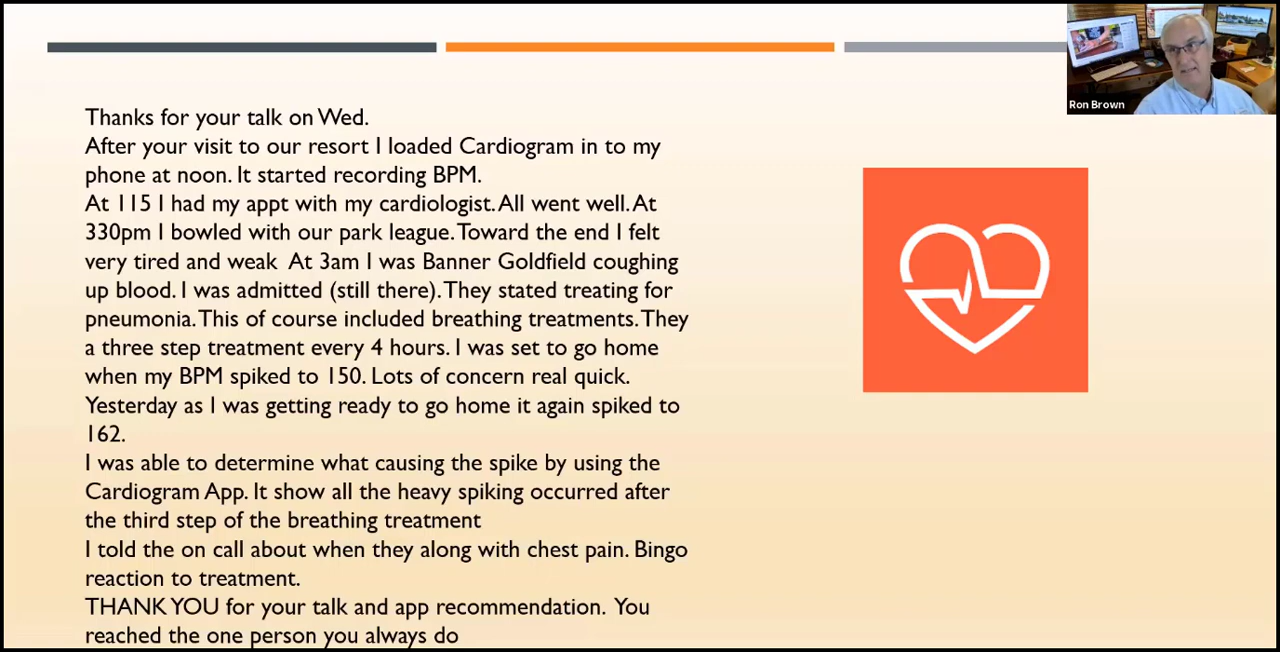 Thanks for your talk on Wed.
After your visit to our resort I loaded Cardiogram in to my
phone at noon. It started recording BPM.
At 115 I had my appt with my cardiologist. All went well. At
330pm I bowled with our park league. Toward the end I felt
very tired and weak  At 3am I was Banner Goldfield coughing
up blood. I was admitted (still there). They stated treating for
pneumonia. This of course included breathing treatments. They
a three step treatment every 4 hours. I was set to go home
when my BPM spiked to 150. Lots of concern real quick.
Yesterday as I was getting ready to go home it again spiked to
162.
I was able to determine what causing the spike by using the
Cardiogram App. It show all the heavy spiking occurred after
the third step of the breathing treatment
I told the on call about when they along with chest pain. Bingo
reaction to treatment.
THANK YOU for your talk and app recommendation.  You
reached the one person you always do
Ron Brown